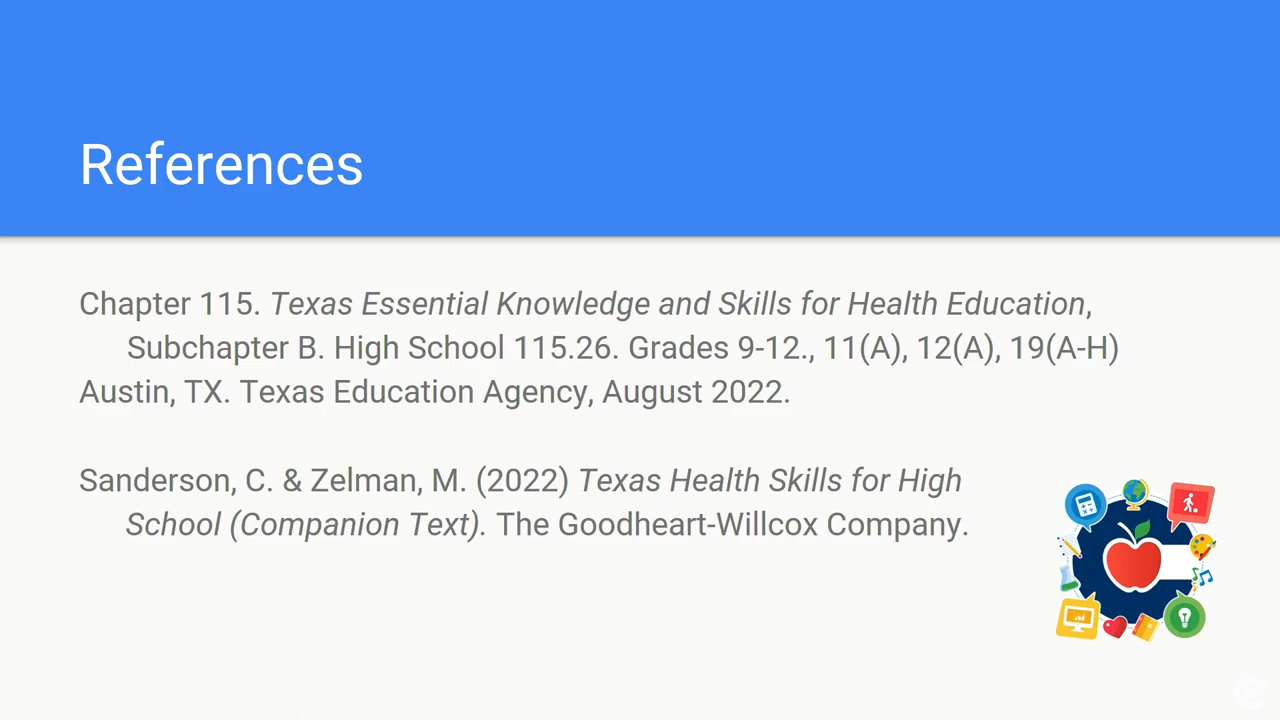 References
Chapter 115. Texas Essential Knowledge and Skills for Health Education,
Subchapter B. High School 115.26. Grades 9-12., 11(A), 12(A), 19(A-H)
Austin, TX. Texas Education Agency, August 2022.
Sanderson, C. & Zelman, M. (2022) Texas Health Skills for High
School (Companion Text). The Goodheart-Willcox Company.